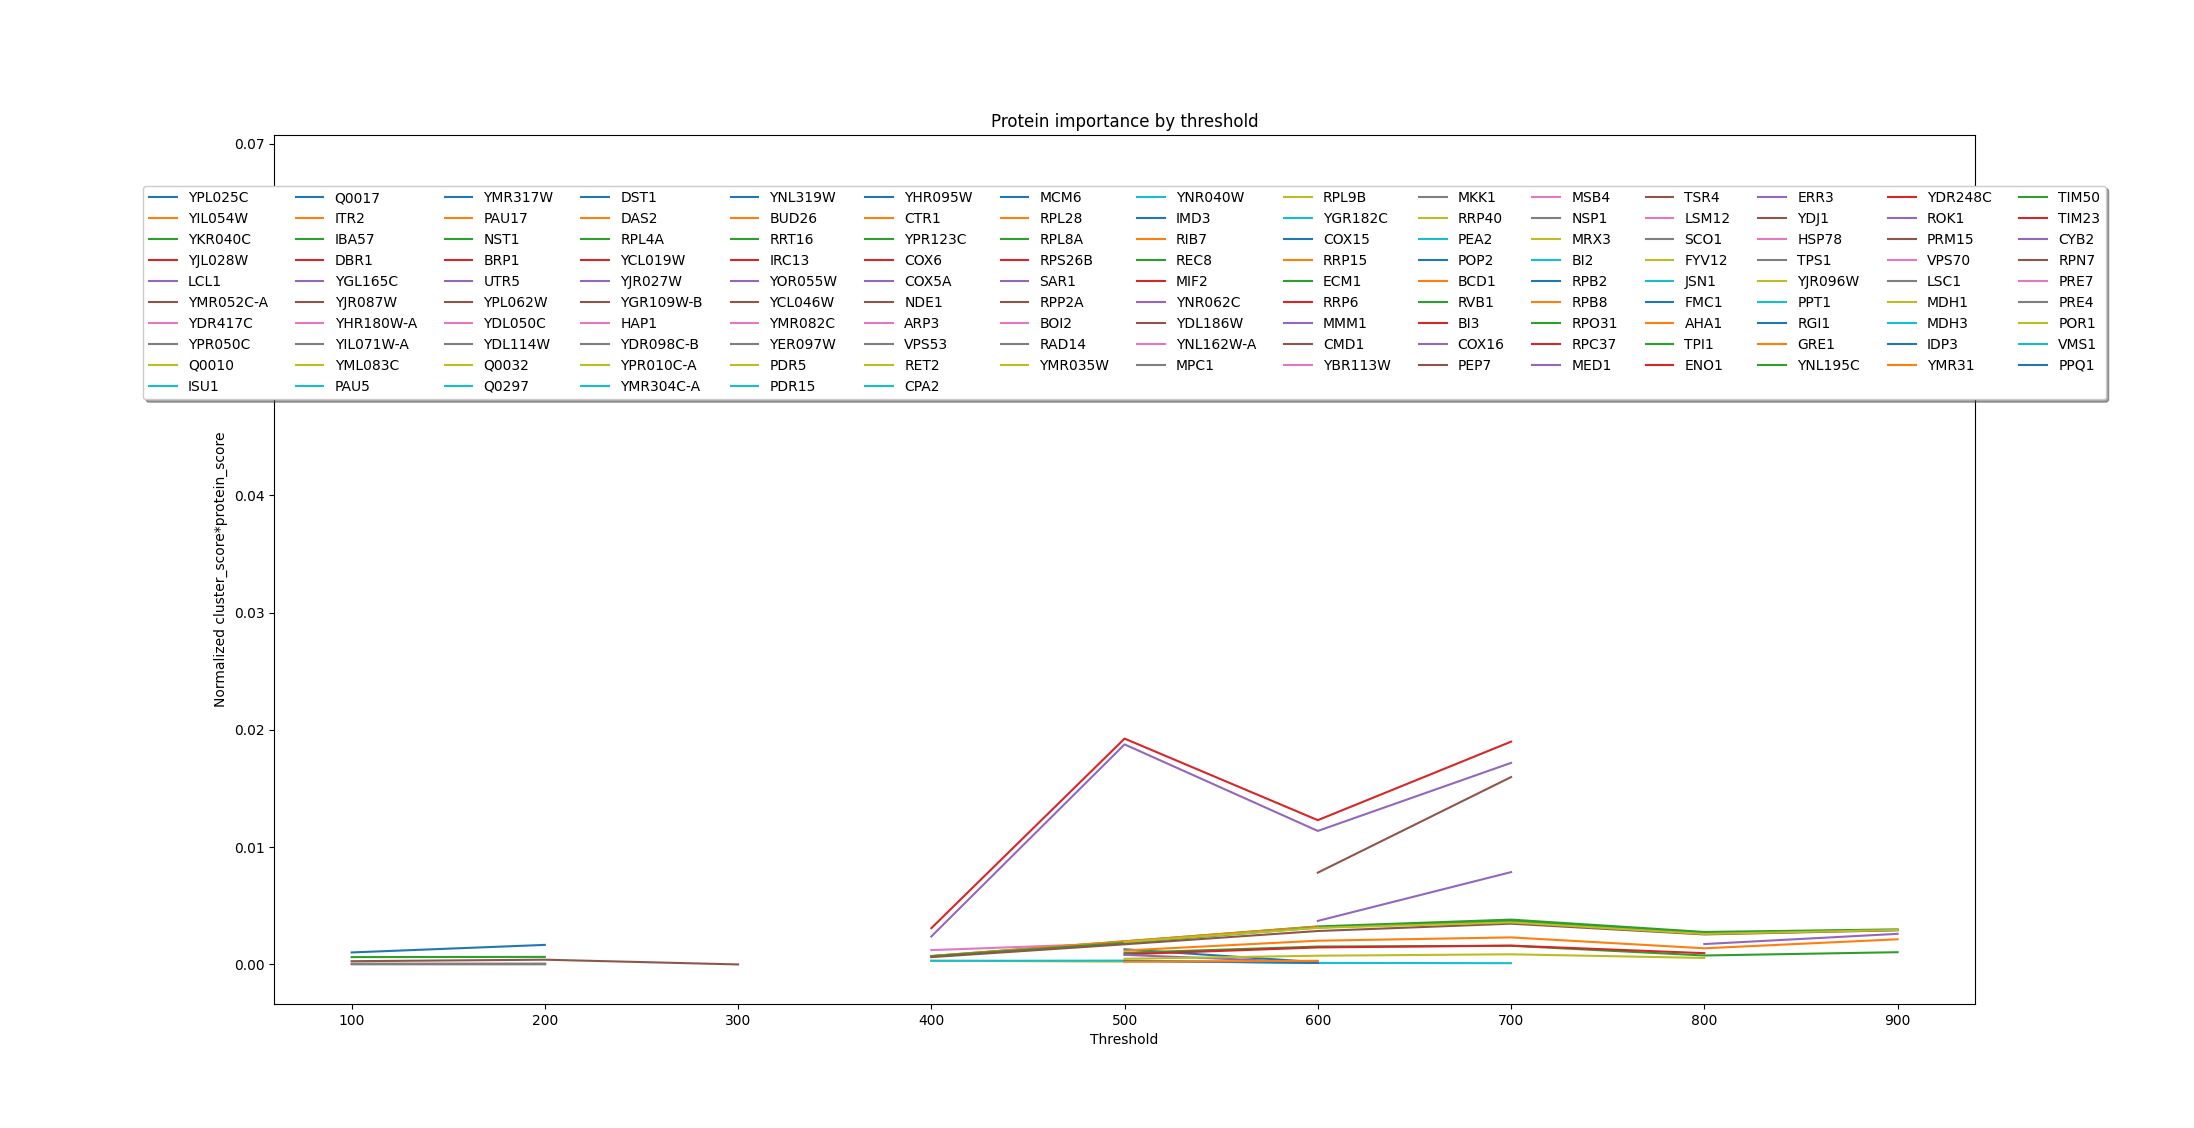 Protein importance by threshold
0.07
YPL025C Q0017 YMR317W DST1 YNL319W YHR095W MCM6 YNR040W RPL9B MKK1 MSB4 TSR4 ERR3 YDR248C TIM50
YIL054W ITR2 PAU17 DAS2 BUD26 CTR1 RPL28 IMD3 YGR182C RRP40 NSP1 LSM12 YDJ1 ROK1 TIM23
YKR040C IBA57 NST1 RPL4A RRT16 YPR123C RPL8A RIB7 COX15 PEA2 MRX3 SCO1 HSP78 PRM15 CYB2
YJL028W DBR1 BRP1 YCL019W IRC13 COX6 RPS26B REC8 RRP15 POP2 BI2 FYV12 TPS1 VPS70 RPN7
LCL1 YGL165C UTR5 YJR027W YOR055W COX5A SAR1 MIF2 ECM1 BCD1 RPB2 JSN1 YJR096W LSC1 PRE7
YMR052C-A YJR087W YPL062W YGR109W-B YCL046W NDE1 RPP2A YNR062C RRP6 RVB1 RPB8 FMC1 PPT1 MDH1 PRE4
YDR417C YHR180W-A YDL050C HAP1 YMR082C ARP3 BOI2 YDL186W MMM1 BI3 RPO31 AHA1 RGI1 MDH3 POR1
YPR050C YIL071W-A YDL114W YDR098C-B YER097W VPS53 RAD14 YNL162W-A CMD1 COX16 RPC37 TPI1 GRE1 IDP3 VMS1
Q0010 YML083C Q0032 YPR010C-A PDR5 RET2 YMR035W MPC1 YBR113W PEP7 MED1 ENO1 YNL195C YMR31 PPQ1
ISU1 PAU5 Q0297 YMR304C-A PDR15 CPA2
Normalized cluster_score*protein_score
0.04
0.03
0.02
0.01
0.00
100 200 300 400 500 600 700 800 900
Threshold